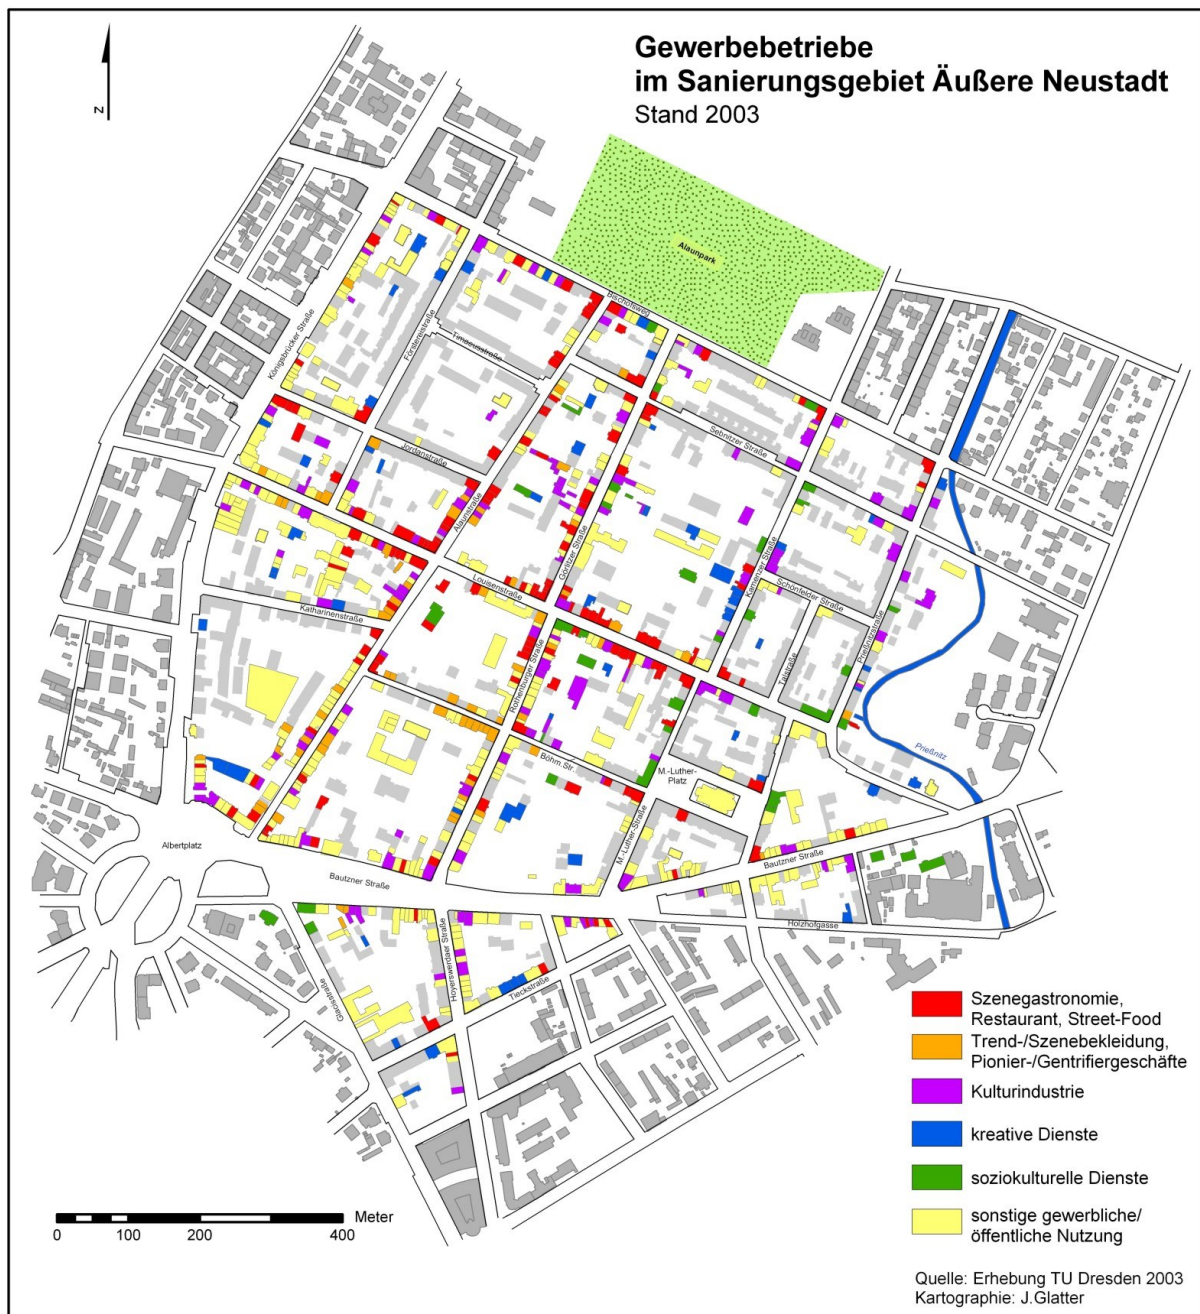 Gewerbebetriebe
im Sanierungsgebiet Äußere Neustadt
Stand 2003
N
Alaunpark
Bischofsweg
Königsbrücker Straße
Förstereistraße
Timaeusstraße
Sebnitzer Straße
Jordanstraße
Alaunstraße
Görlitzer Straße
Kamenzer Straße
Louisenstraße
Schönfelder Straße
Katharinenstraße
Prießnitzstraße
Talstraße
Rothenburger Straße
Prießnitz
Böhm.Str.
M.-Luther-
Platz
M.-Luther-Straße
Albertplatz
Bautzner Straße
Bautzner Straße
Holzhofgasse
Hoyerswerdaer Straße
Glacisstraße
Tieckstraße
Szenegastronomie,
Restaurant, Street-Food
Trend-/Szenebekleidung,
Pionier-/Gentrifiergeschäfte
Kulturindustrie
kreative Dienste
soziokulturelle Dienste
sonstige gewerbliche/
öffentliche Nutzung
Meter
0 100 200 400
Quelle: Erhebung TU Dresden 2003
Kartographie: J.Glatter